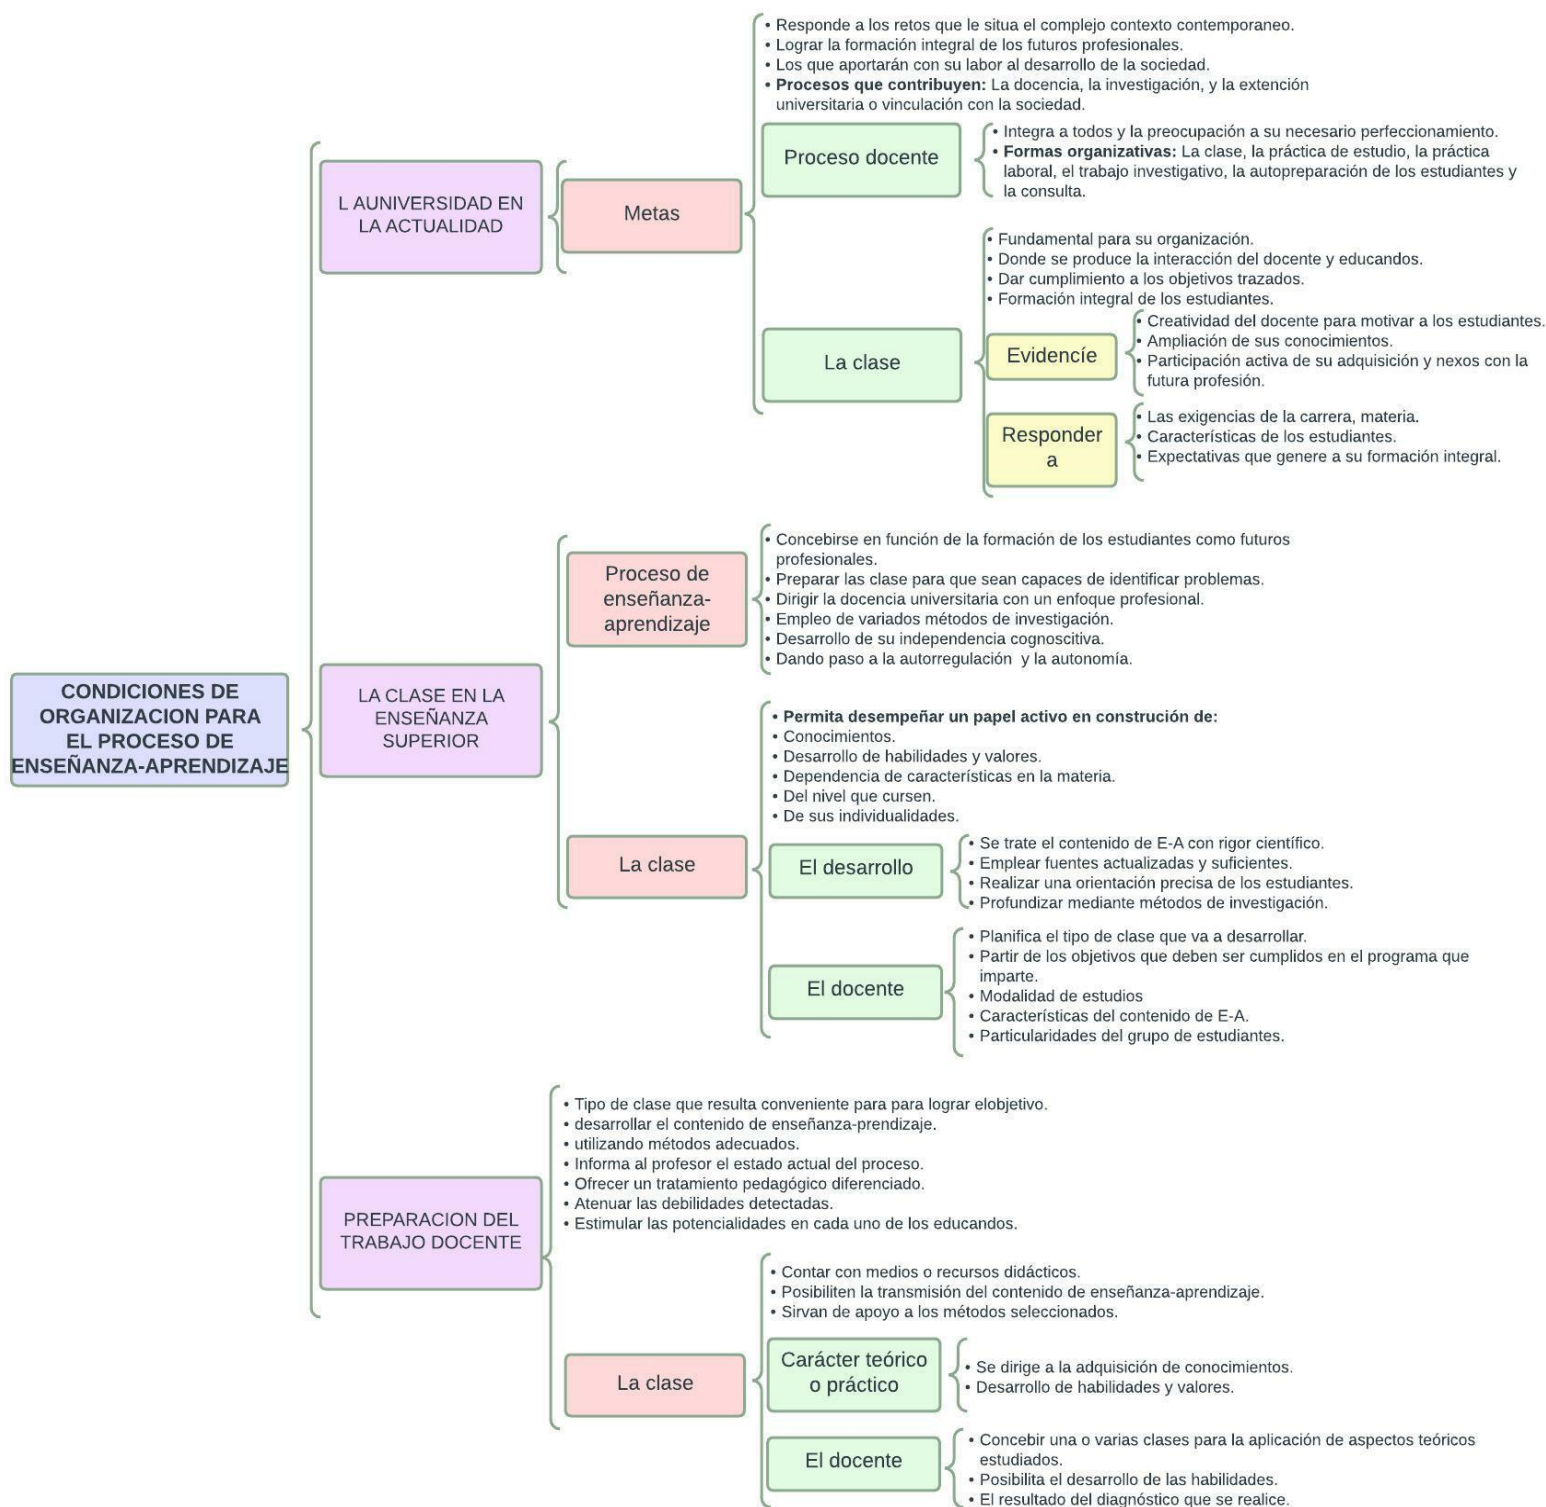 CONDICIONES DE
ORGANIZACION PARA
EL PROCESO DE
ENSEÑANZA-APRENDIZAJE
L AUNIVERSIDAD EN
LA ACTUALIDAD
Metas
• Responde a los retos que le situa el complejo contexto contemporaneo.
• Lograr la formación integral de los futuros profesionales.
• Los que aportarán con su labor al desarrollo de la sociedad.
• Procesos que contribuyen: La docencia, la investigación, y la extención
universitaria o vinculación con la sociedad.
Proceso docente
• Integra a todos y la preocupación a su necesario perfeccionamiento.
• Formas organizativas: La clase, la práctica de estudio, la práctica
laboral, el trabajo investigativo, la autopreparación de los estudiantes y
la consulta.
La clase
• Fundamental para su organización.
• Donde se produce la interacción del docente y educandos.
• Dar cumplimiento a los objetivos trazados.
• Formación integral de los estudiantes.
Evidencíe
• Creatividad del docente para motivar a los estudiantes.
• Ampliación de sus conocimientos.
• Participación activa de su adquisición y nexos con la
futura profesión.
Responder
a
• Las exigencias de la carrera, materia.
• Características de los estudiantes.
• Expectativas que genere a su formación integral.
LA CLASE EN LA
ENSEÑANZA
SUPERIOR
Proceso de
enseñanza-
aprendizaje
• Concebirse en función de la formación de los estudiantes como futuros
profesionales.
• Preparar las clase para que sean capaces de identificar problemas.
• Dirigir la docencia universitaria con un enfoque profesional.
• Empleo de variados métodos de investigación.
• Desarrollo de su independencia cognoscitiva.
• Dando paso a la autorregulación y la autonomía.
La clase
• Permita desempeñar un papel activo en construción de:
• Conocimientos.
• Desarrollo de habilidades y valores.
• Dependencia de características en la materia.
• Del nivel que cursen.
• De sus individualidades.
El desarrollo
• Se trate el contenido de E-A con rigor científico.
• Emplear fuentes actualizadas y suficientes.
• Realizar una orientación precisa de los estudiantes.
• Profundizar mediante métodos de investigación.
El docente
• Planifica el tipo de clase que va a desarrollar.
• Partir de los objetivos que deben ser cumplidos en el programa que
imparte.
• Modalidad de estudios
• Características del contenido de E-A.
• Particularidades del grupo de estudiantes.
PREPARACION DEL
TRABAJO DOCENTE
• Tipo de clase que resulta conveniente para para lograr elobjetivo.
• desarrollar el contenido de enseñanza-prendizaje.
• utilizando métodos adecuados.
• Informa al profesor el estado actual del proceso.
• Ofrecer un tratamiento pedagógico diferenciado.
• Atenuar las debilidades detectadas.
• Estimular las potencialidades en cada uno de los educandos.
La clase
• Contar con medios o recursos didácticos.
• Posibiliten la transmisión del contenido de enseñanza-aprendizaje.
• Sirvan de apoyo a los métodos seleccionados.
Carácter teórico
o práctico
• Se dirige a la adquisición de conocimientos.
• Desarrollo de habilidades y valores.
El docente
• Concebir una o varias clases para la aplicación de aspectos teóricos
estudiados.
• Posibilita el desarrollo de las habilidades.
• El resultado del diagnóstico que se realice.